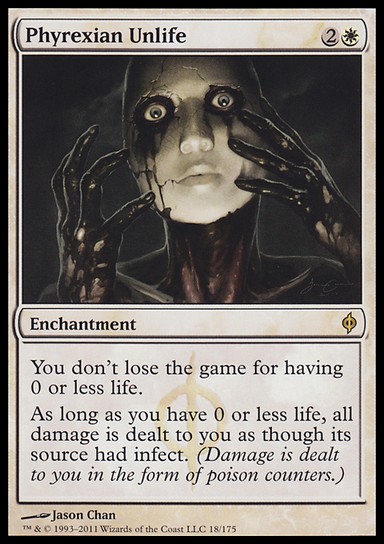 Phyrexian Unlife 2
Enchantment
You don't lose the game for having
0 or less life.
As long as you have 0 or less life, all
damage is dealt to you as though its
source had infect. (Damage is dealt
to you in the form of poison counters.)
Jason Chan
™ & © 1993–2011 Wizards of the Coast LLC 18/175